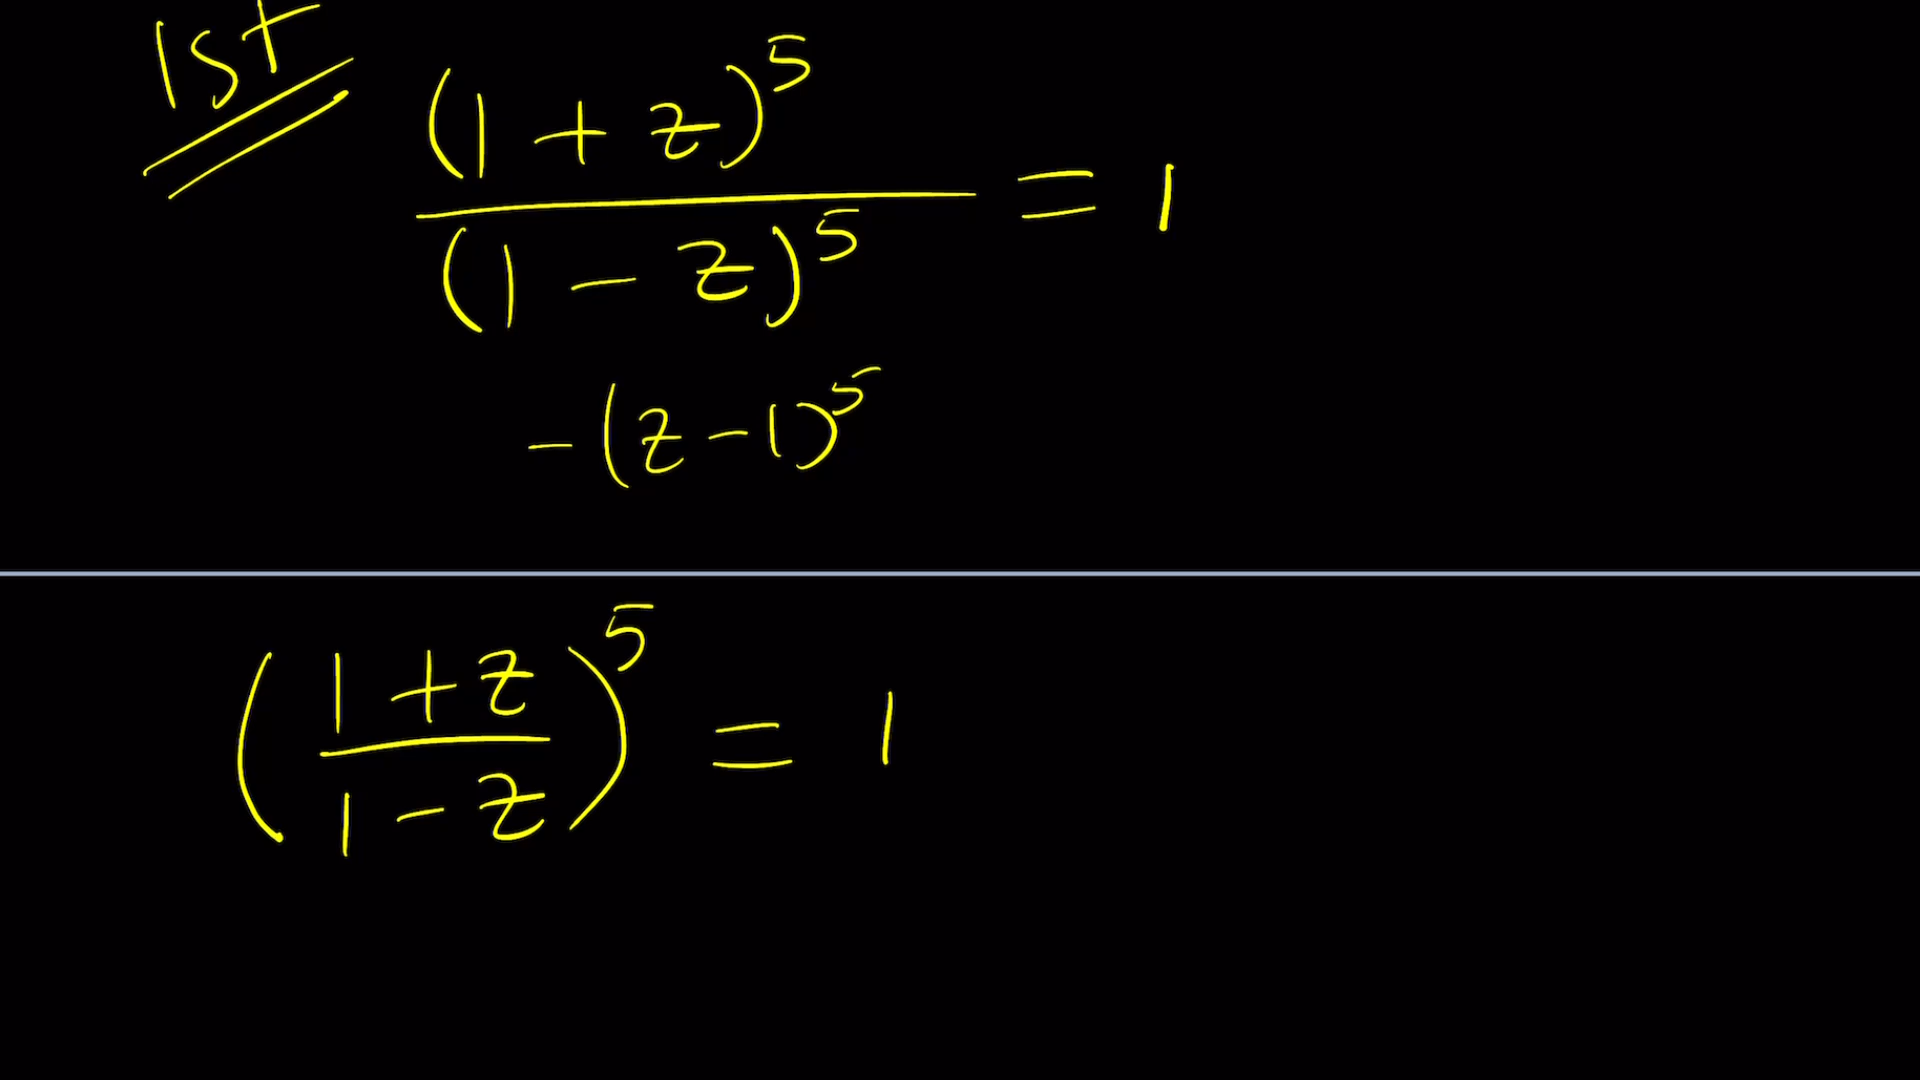 1st
(1 + z)^5
/ (1 - z)^5 = 1
-(z - 1)^5
((1 + z) / (1 - z))^5 = 1